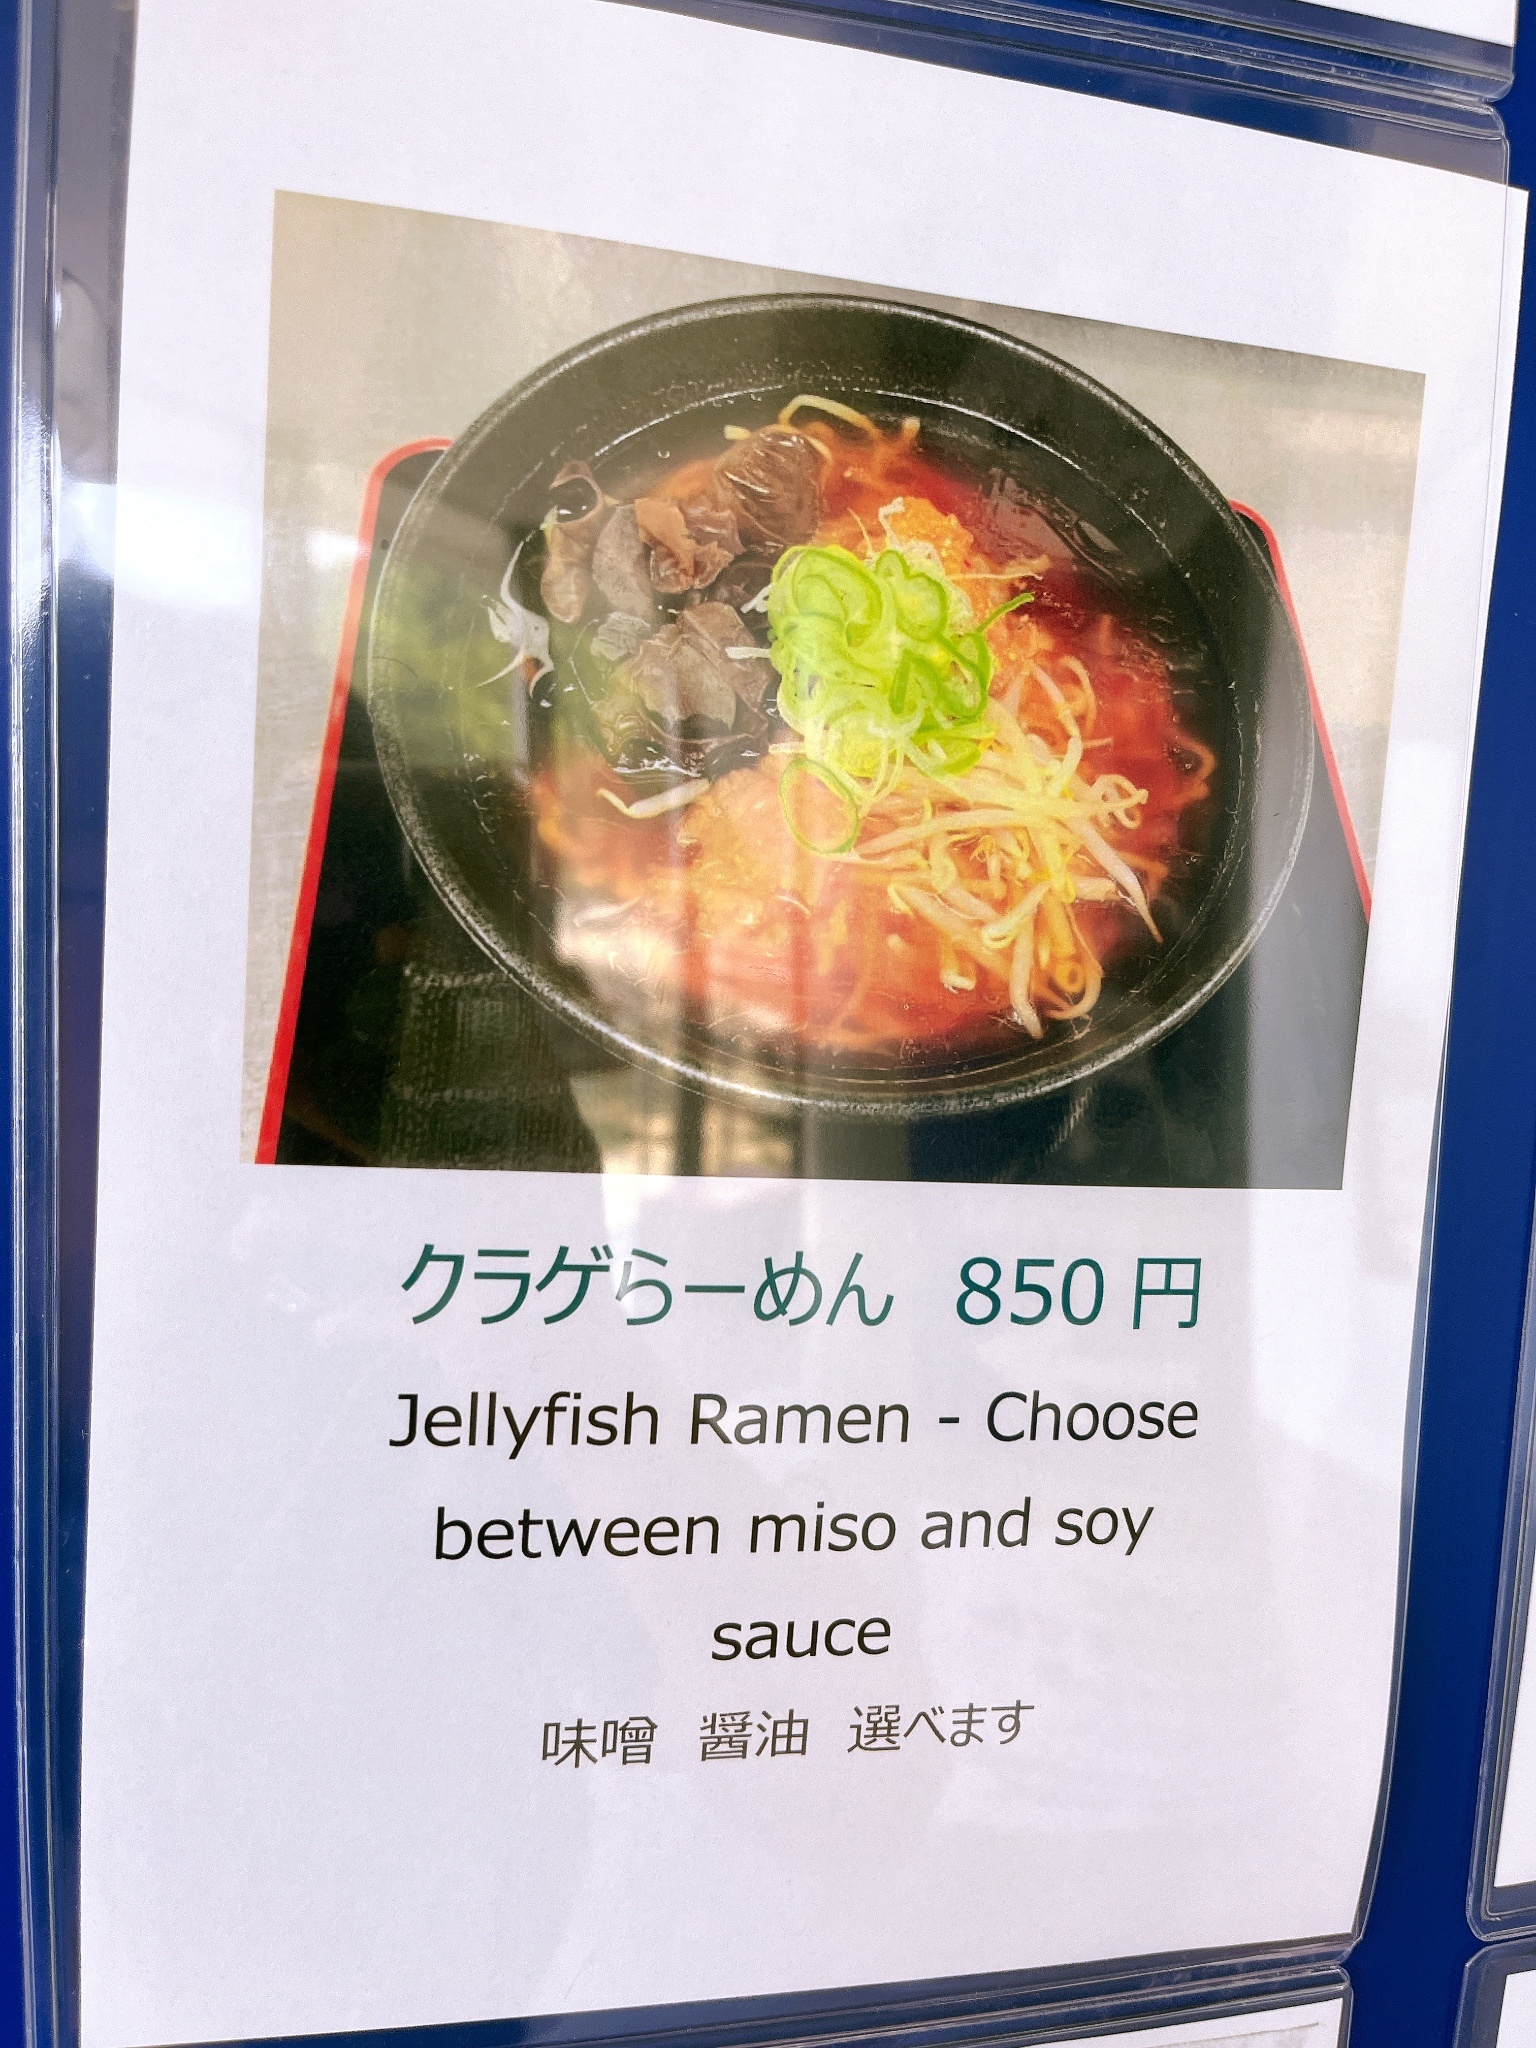 クラゲらーめん 850 円
Jellyfish Ramen - Choose
between miso and soy
sauce
味噌 醤油 選べます